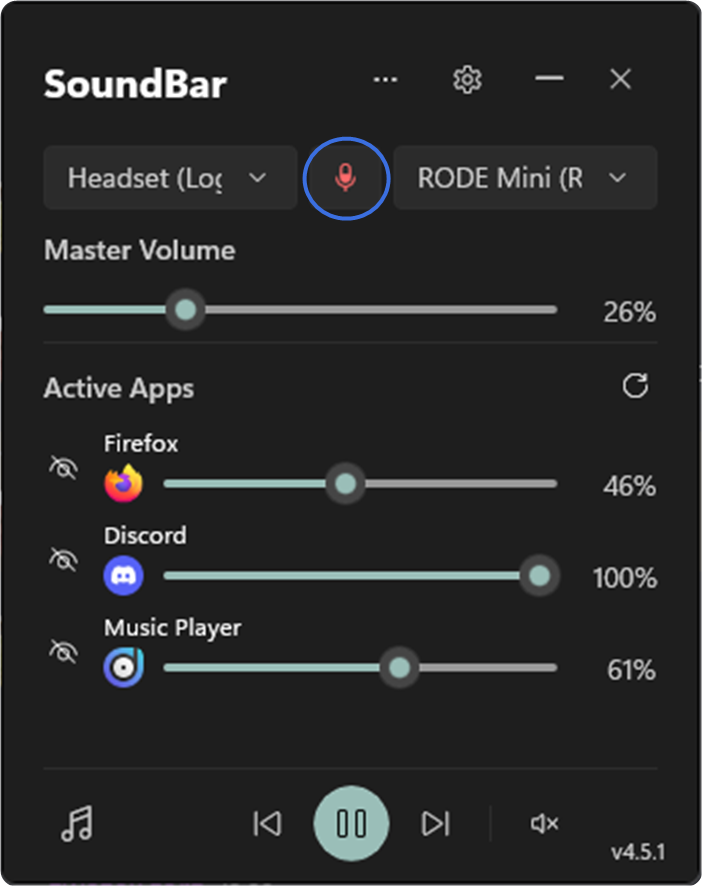 SoundBar
Headset (Log
RODE Mini (R
Master Volume
26%
Active Apps
Firefox
46%
Discord
100%
Music Player
61%
v4.5.1